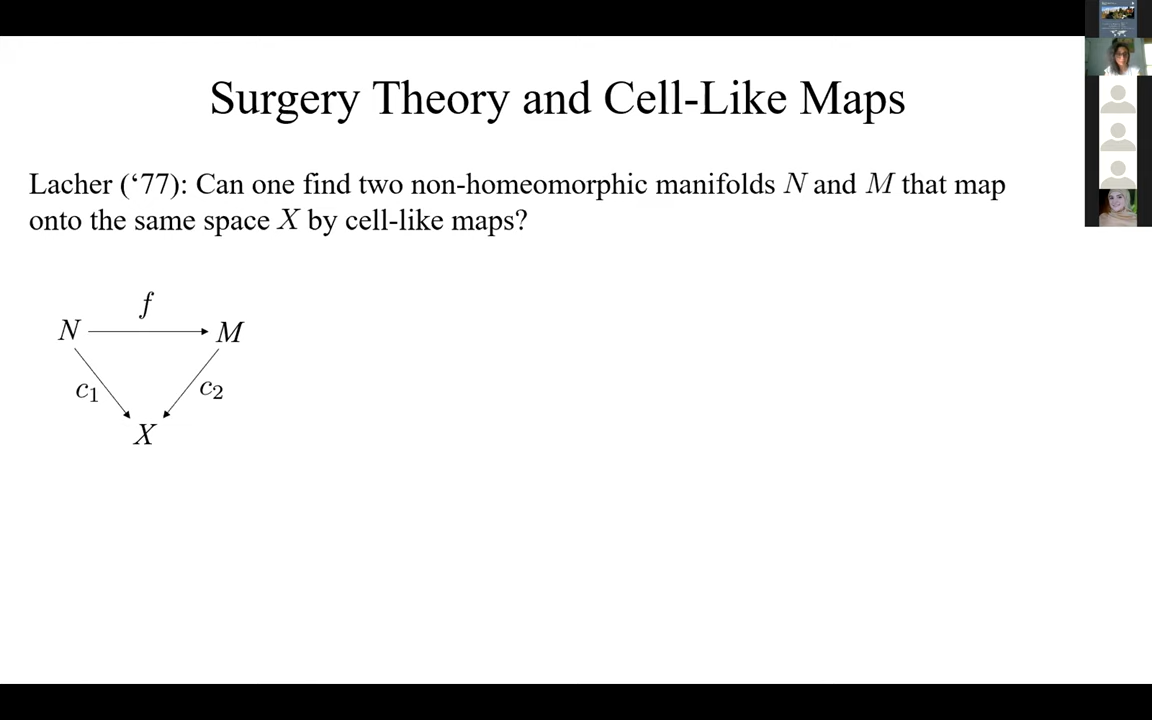 Surgery Theory and Cell-Like Maps
Lacher (‘77): Can one find two non-homeomorphic manifolds N and M that map
onto the same space X by cell-like maps?
f
N M
c₁ c₂
X